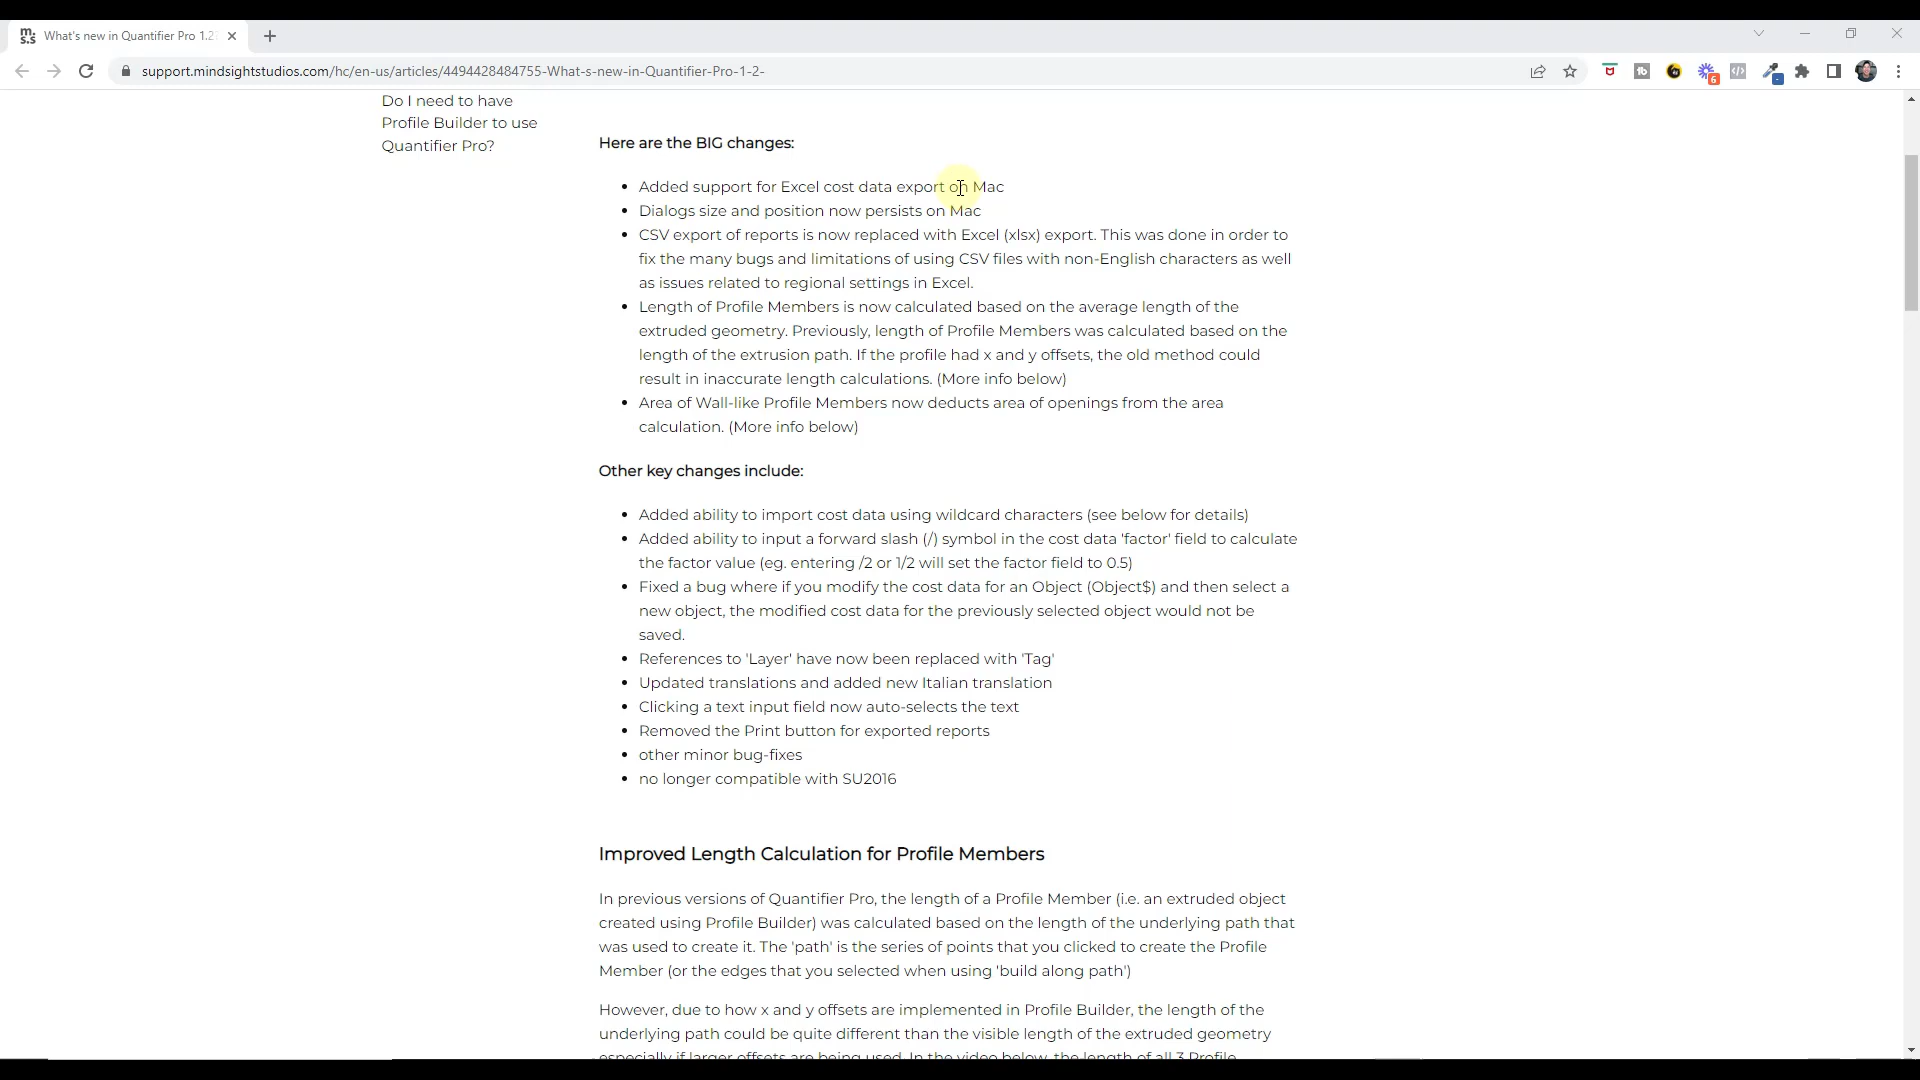 What's new in Quantifier Pro 1.2
support.mindsightstudios.com/hc/en-us/articles/4494428484755-What-s-new-in-Quantifier-Pro-1-2-
6
Do I need to have
Profile Builder to use
Quantifier Pro?
Here are the BIG changes:
• Added support for Excel cost data export on Mac
• Dialogs size and position now persists on Mac
• CSV export of reports is now replaced with Excel (xlsx) export. This was done in order to
fix the many bugs and limitations of using CSV files with non-English characters as well
as issues related to regional settings in Excel.
• Length of Profile Members is now calculated based on the average length of the
extruded geometry. Previously, length of Profile Members was calculated based on the
length of the extrusion path. If the profile had x and y offsets, the old method could
result in inaccurate length calculations. (More info below)
• Area of Wall-like Profile Members now deducts area of openings from the area
calculation. (More info below)
Other key changes include:
• Added ability to import cost data using wildcard characters (see below for details)
• Added ability to input a forward slash (/) symbol in the cost data 'factor' field to calculate
the factor value (eg. entering /2 or 1/2 will set the factor field to 0.5)
• Fixed a bug where if you modify the cost data for an Object (Object$) and then select a
new object, the modified cost data for the previously selected object would not be
saved.
• References to 'Layer' have now been replaced with 'Tag'
• Updated translations and added new Italian translation
• Clicking a text input field now auto-selects the text
• Removed the Print button for exported reports
• other minor bug-fixes
• no longer compatible with SU2016
Improved Length Calculation for Profile Members
In previous versions of Quantifier Pro, the length of a Profile Member (i.e. an extruded object
created using Profile Builder) was calculated based on the length of the underlying path that
was used to create it. The 'path' is the series of points that you clicked to create the Profile
Member (or the edges that you selected when using 'build along path')
However, due to how x and y offsets are implemented in Profile Builder, the length of the
underlying path could be quite different than the visible length of the extruded geometry
especially if larger offsets are being used. In the video below, the length of all 3 Profile